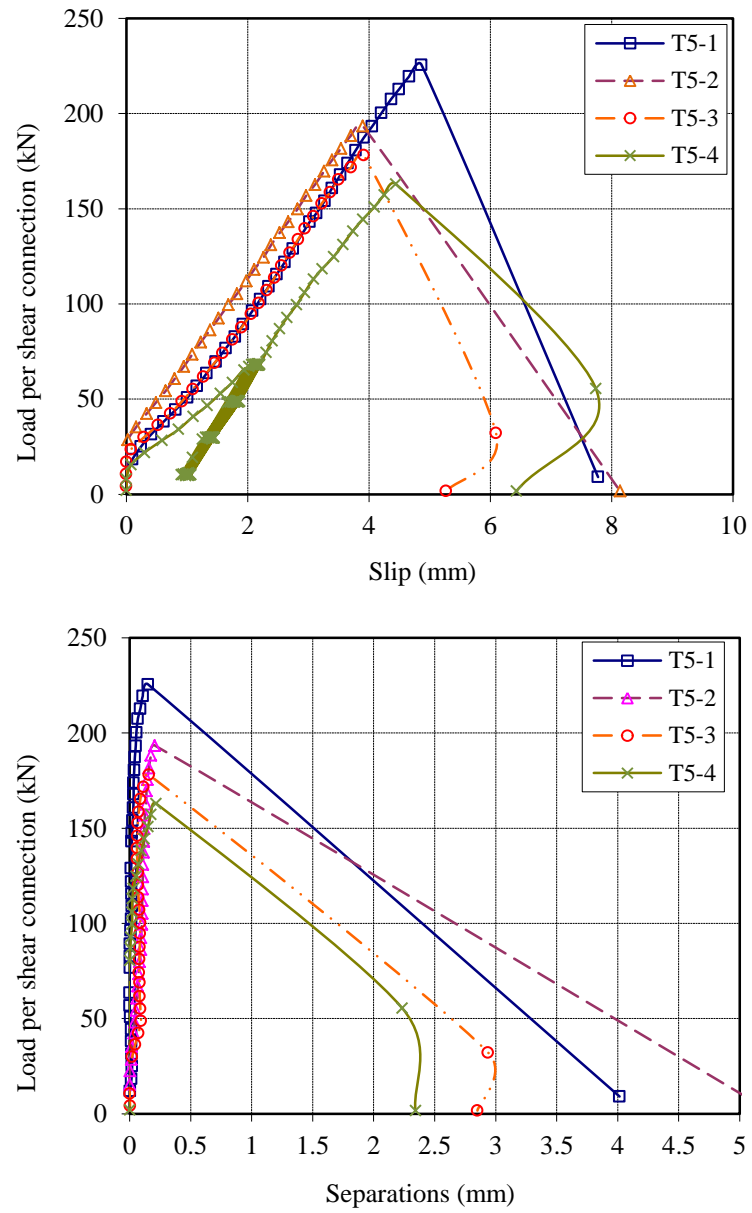 250
200
150
100
50
0
Load per shear connection (kN)
0 2 4 6 8 10
Slip (mm)
T5-1
T5-2
T5-3
T5-4
250
200
150
100
50
0
Load per shear connection (kN)
0 0.5 1 1.5 2 2.5 3 3.5 4 4.5 5
Separations (mm)
T5-1
T5-2
T5-3
T5-4